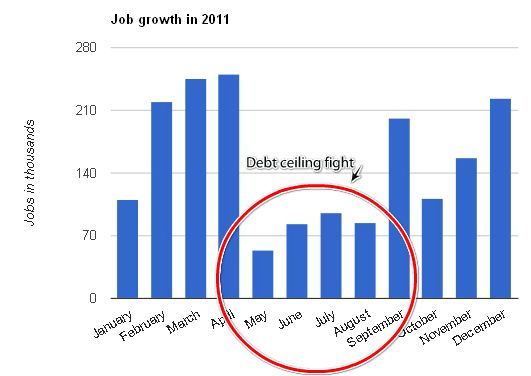 Job growth in 2011
280
210
140
70
0
Jobs in thousands
Debt ceiling fight
January
February
March
April
May
June
July
August
September
October
November
December